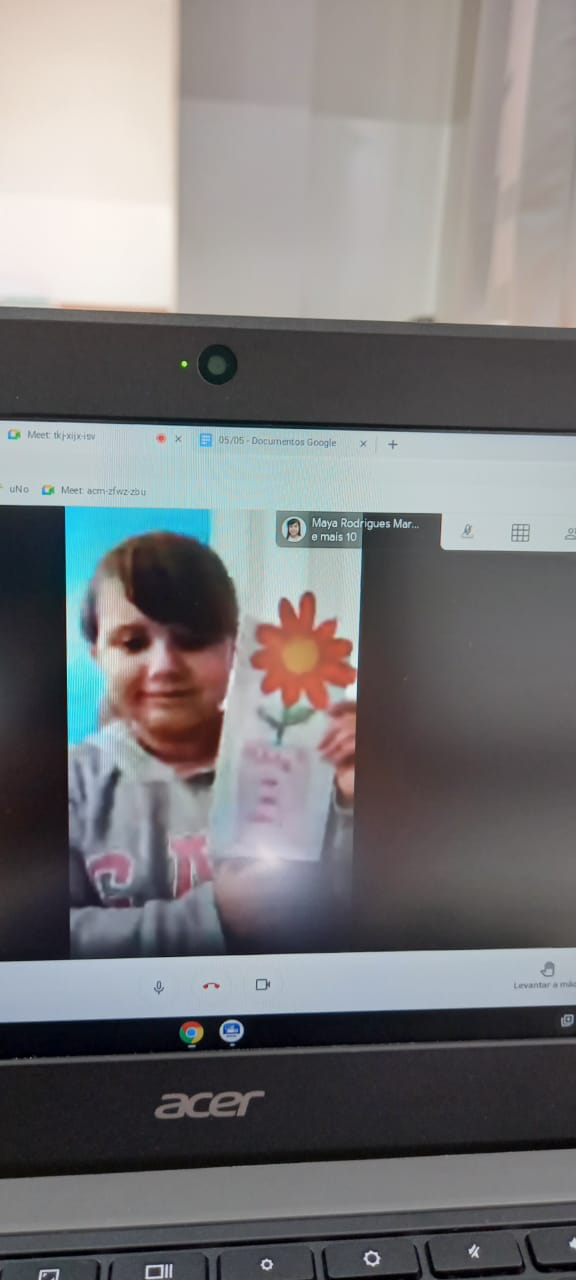 Meet: tkj-xijx-isv
05/05 - Documentos Google
uNo
Meet: acm-zfwz-zbu
Maya Rodrigues Mar...
e mais 10
Levantar a mão
acer